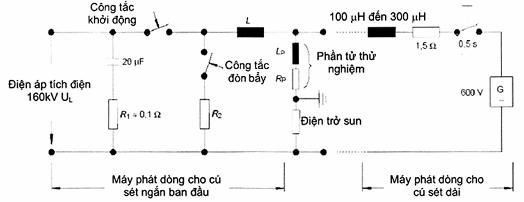 Công tắc
khởi động
L
100 µH đến 300 µH
Công tắc
đòn bẩy
Lₚ
Rₚ
Phần tử thử
nghiệm
1,5 Ω
0,5 s
Điện áp tích điện
160kV U_L
20 µF
R₁ = 0,1 Ω
R₂
Điện trở sun
600 V
G
Máy phát dòng cho cú
sét ngắn ban đầu
Máy phát dòng cho
cú sét dài